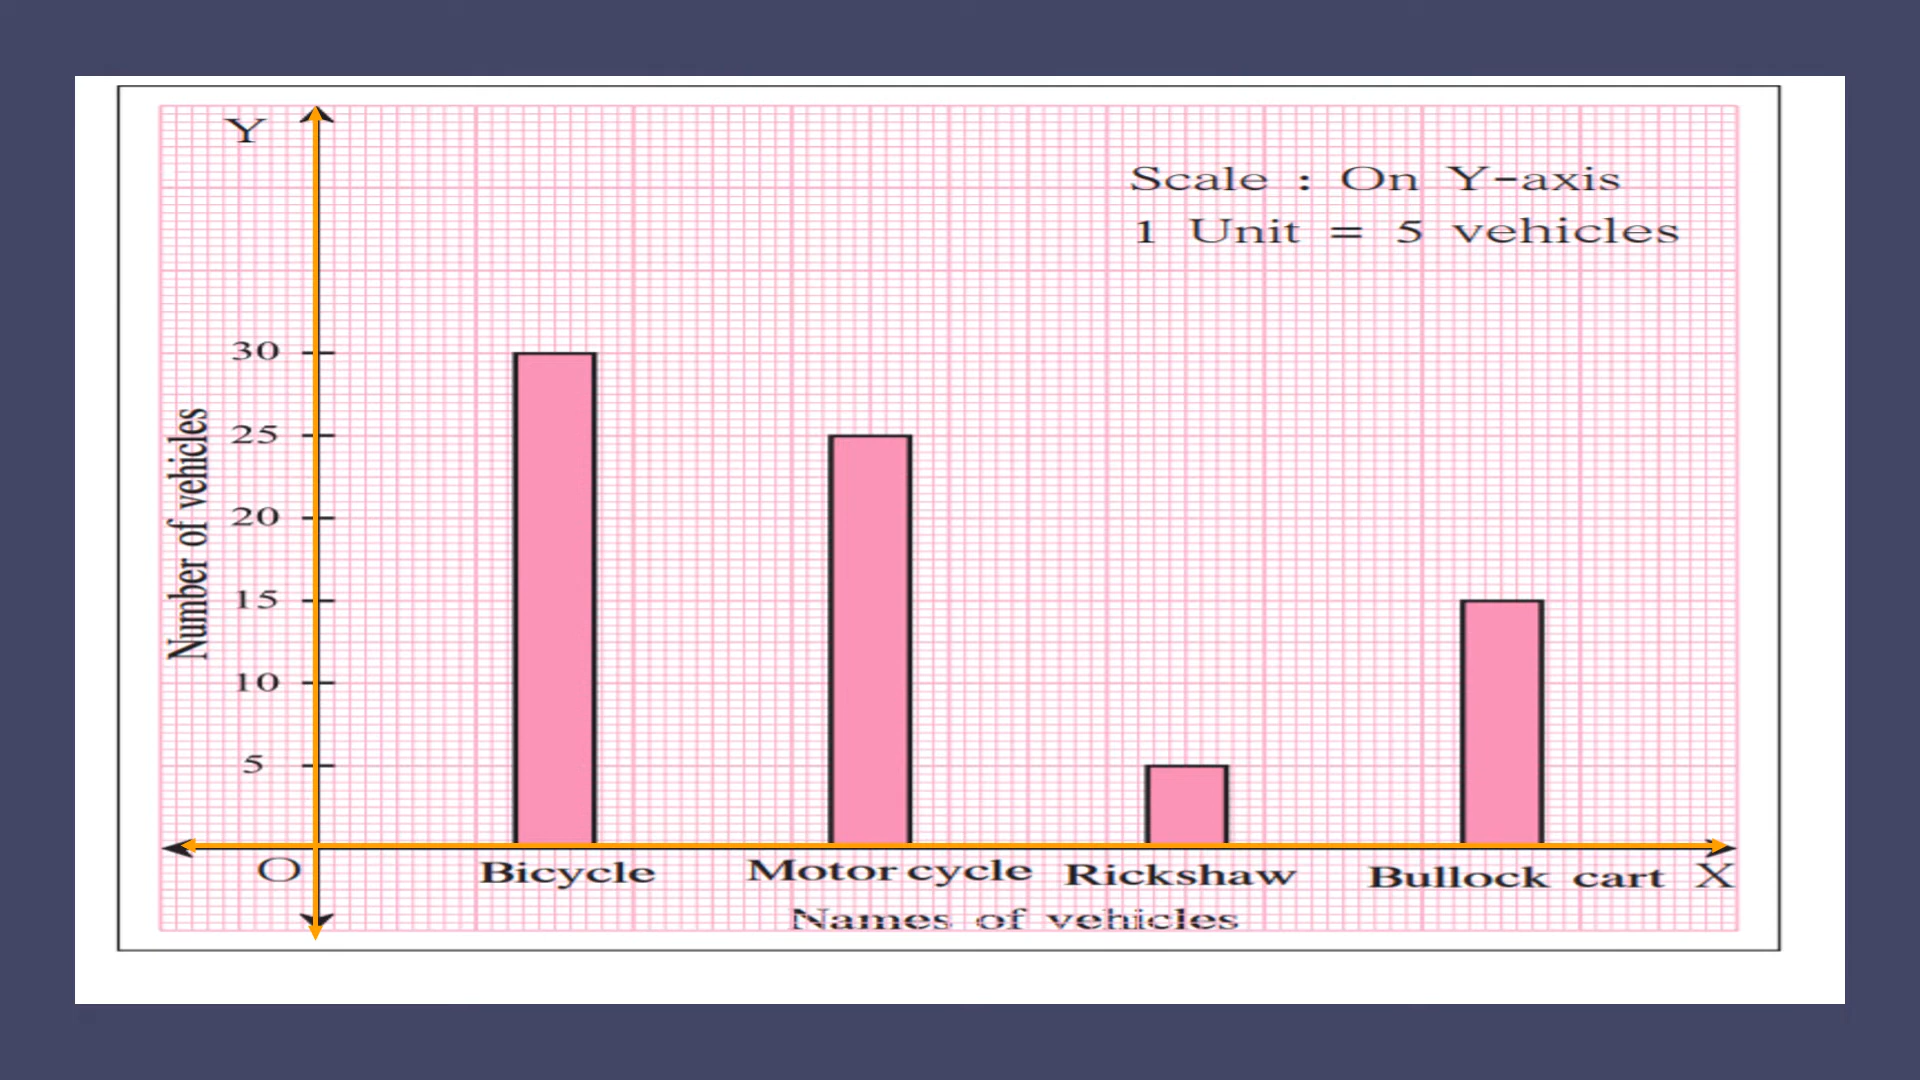 Y
Scale : On Y-axis
1 Unit = 5 vehicles
30
25
20
15
10
5
Number of vehicles
O
Bicycle Motor cycle Rickshaw Bullock cart X
Names of vehicles